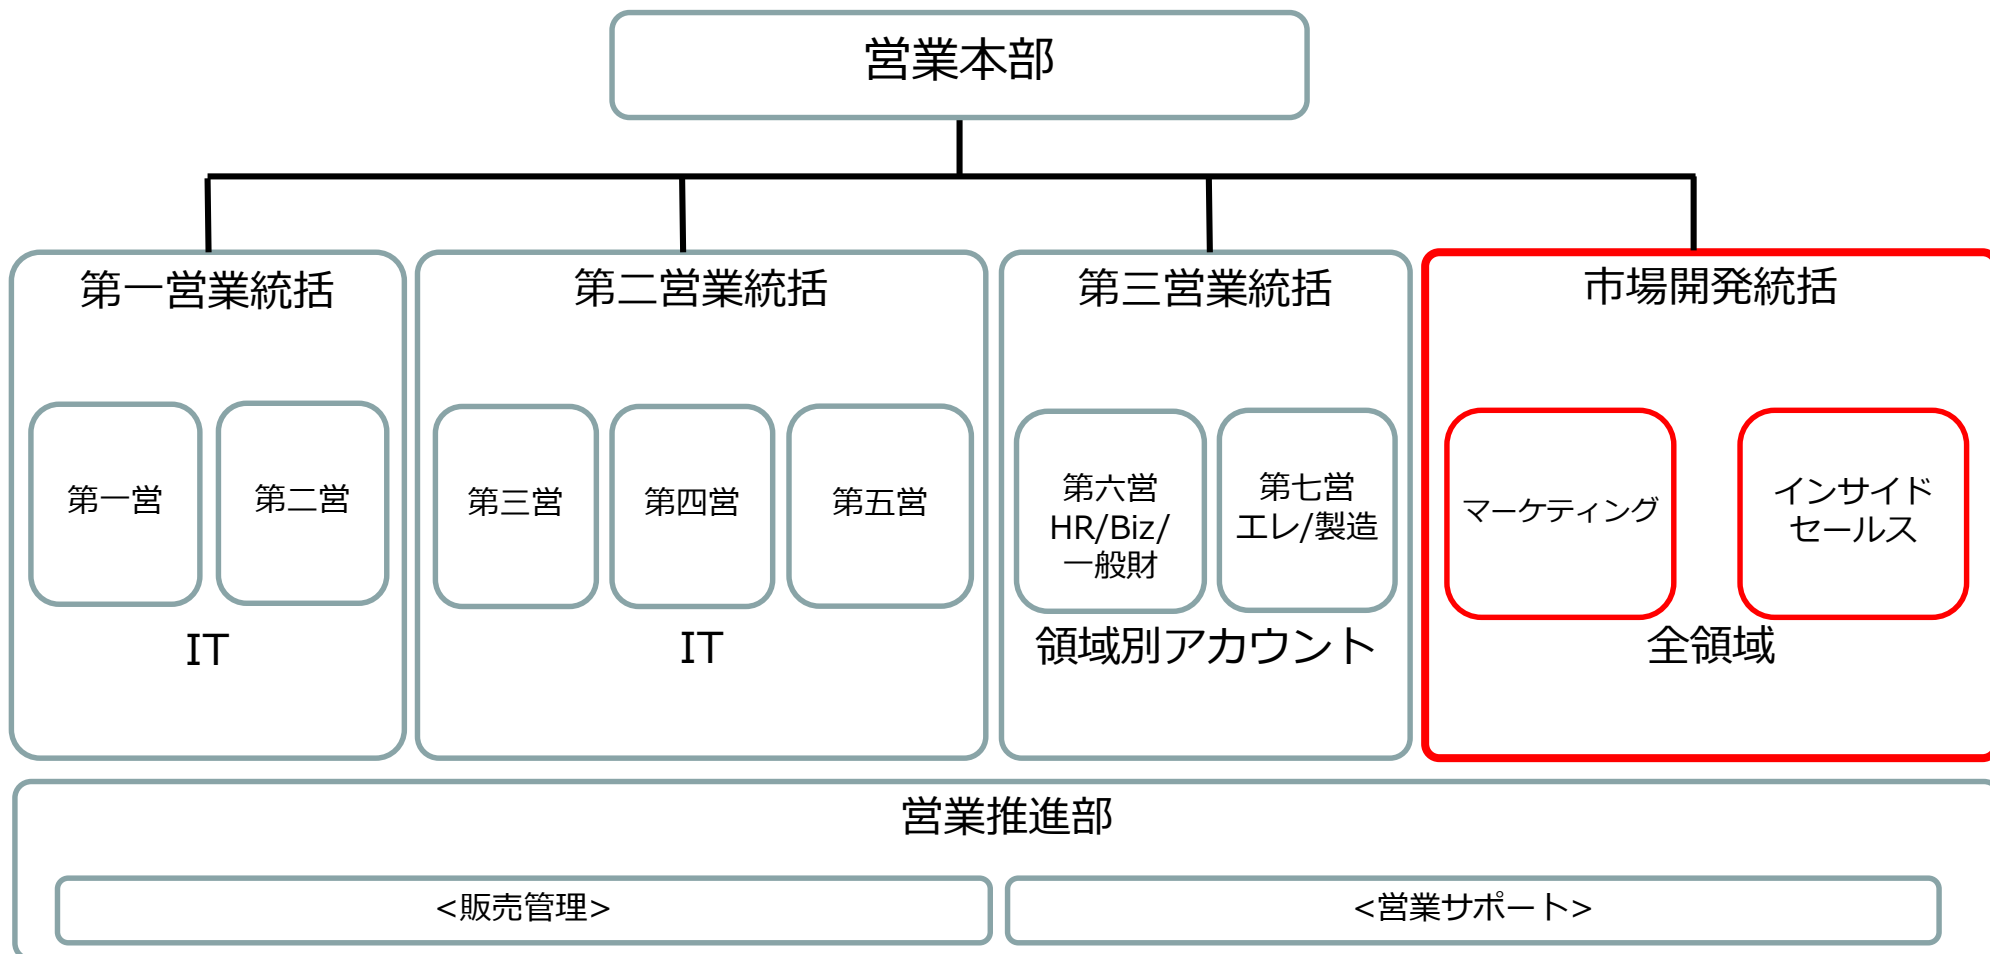 営業本部
第一営業統括
第二営業統括
第三営業統括
市場開発統括
第一営
第二営
第三営
第四営
第五営
第六営
HR/Biz/
一般財
第七営
エレ/製造
マーケティング
インサイド
セールス
IT
IT
領域別アカウント
全領域
営業推進部
<販売管理>
<営業サポート>